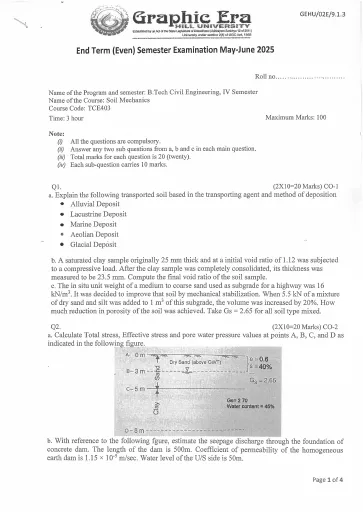 GEHU/02E/9.1.3
Graphic Era
HILL UNIVERSITY
End Term (Even) Semester Examination May-June 2025
Roll no..............................
Name of the Program and semester: B.Tech Civil Engineering, IV Semester
Name of the Course: Soil Mechanics
Course Code: TCE403
Time: 3 hour Maximum Marks: 100
Note:
(i) All the questions are compulsory.
(ii) Answer any two sub questions from a, b and c in each main question.
(iii) Total marks for each question is 20 (twenty).
(iv) Each sub-question carries 10 marks.
Q1. (2X10=20 Marks) CO-1
a. Explain the following transported soil based on the transporting agent and method of deposition
● Alluvial Deposit
● Lacustrine Deposit
● Marine Deposit
● Aeolian Deposit
● Glacial Deposit
b. A saturated clay sample originally 25 mm thick and at a initial void ratio of 1.12 was subjected
to a compressive load. After the clay sample was completely consolidated, its thickness was
measured to be 23.5 mm. Compute the final void ratio of the soil sample.
c. The in situ unit weight of a medium to coarse sand used as subgrade for a highway was 16
kN/m³. It was decided to improve that soil by mechanical stabilization. When 5.5 kN of a mixture
of dry sand and silt was added to 1 m³ of this subgrade, the volume was increased by 20%. How
much reduction in porosity of the soil was achieved. Take Gs = 2.65 for all soil type mixed.
Q2. (2X10=20 Marks) CO-2
a. Calculate Total stress, Effective stress and pore water pressure values at points A, B, C, and D as
indicated in the following figure.
A- 0 m
Dry Sand (above GWT)
e = 0.6
s = 40%
B- 3 m
Sand
Gs = 2.65
C- 5 m
Gs= 2.70
Water content = 45%
Clay
D- 8 m
b. With reference to the following fgure, estimate the seepage discharge through the foundation of
concrete dam. The length of the dam is 500m. Coefficient of permeability of the homogeneous
earth dam is 1.15 × 10⁻⁵ m/sec. Water level of the U/S side is 50m.
Page 1 of 4